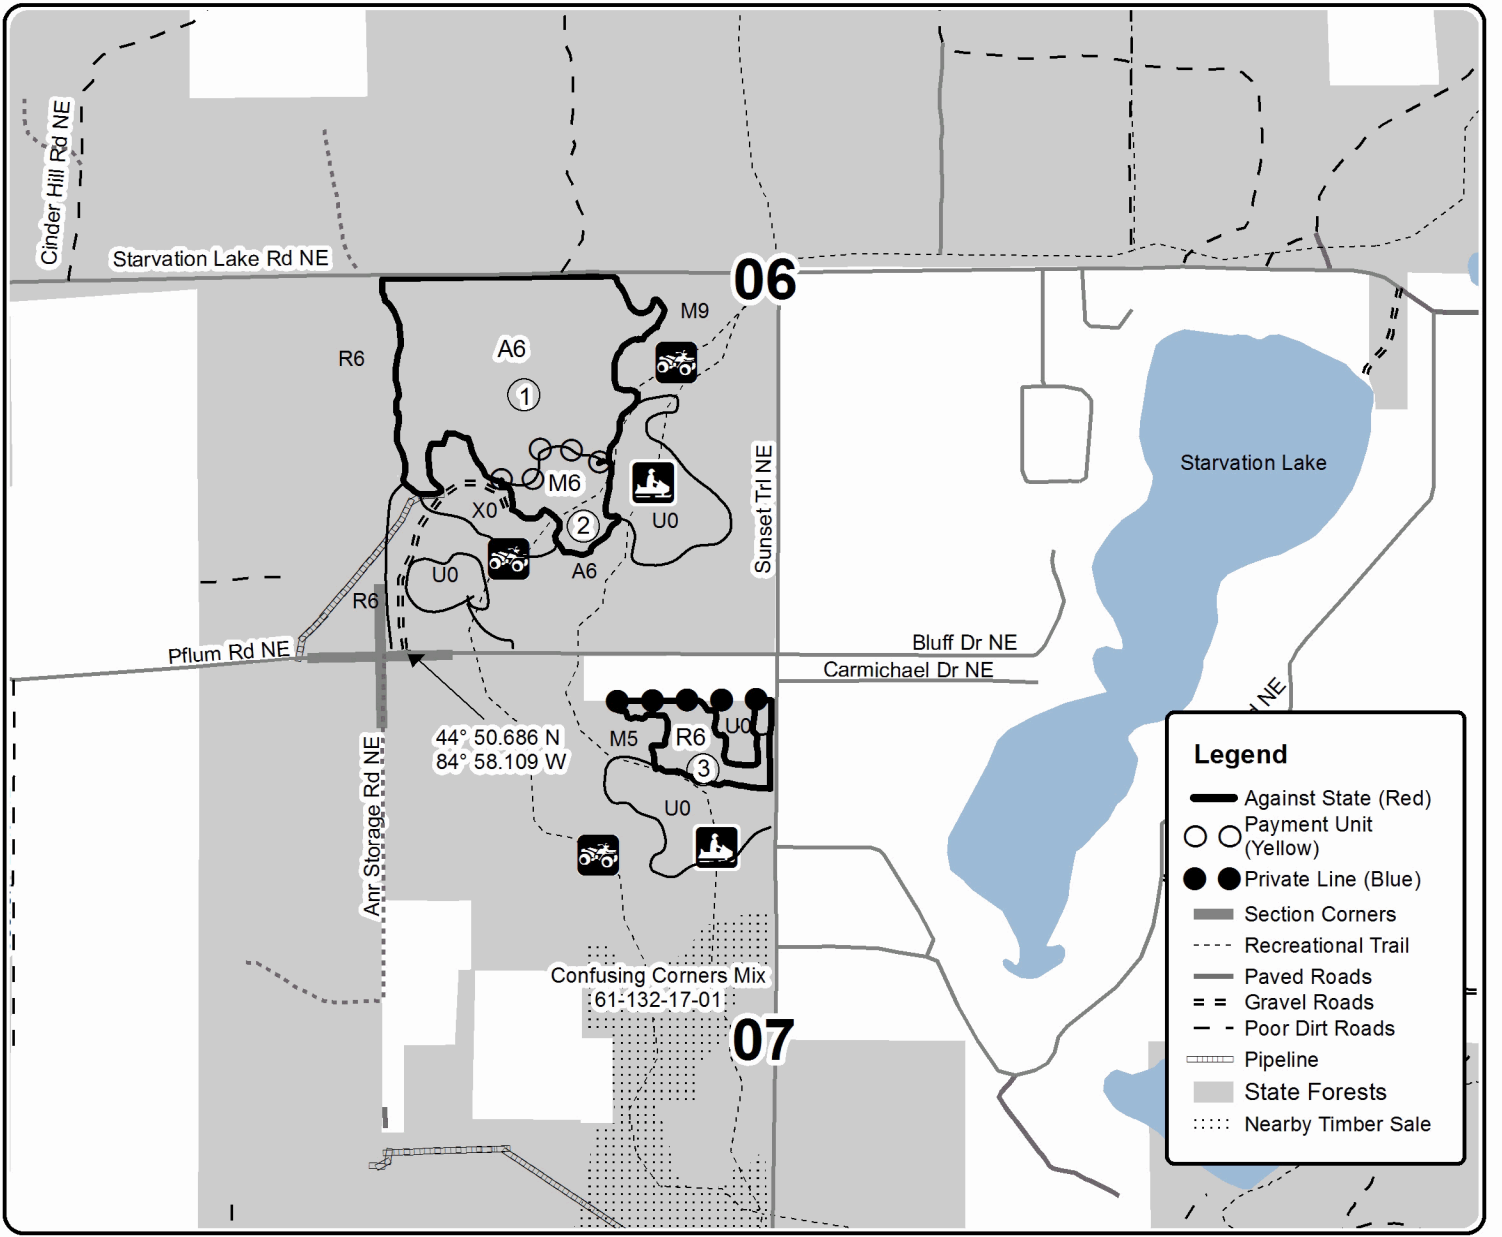 Cinder Hill Rd NE
Starvation Lake Rd NE
06
M9
R6
A6
1
M6
X0
2
U0
A6
U0
R6
Sunset Trl NE
Starvation Lake
Pflum Rd NE
Bluff Dr NE
Carmichael Dr NE
44° 50.686 N
84° 58.109 W
M5
R6
U0
3
U0
Anr Storage Rd NE
Confusing Corners Mix
61-132-17-01
07
NE
Legend
Against State (Red)
Payment Unit
(Yellow)
Private Line (Blue)
Section Corners
Recreational Trail
Paved Roads
Gravel Roads
Poor Dirt Roads
Pipeline
State Forests
Nearby Timber Sale